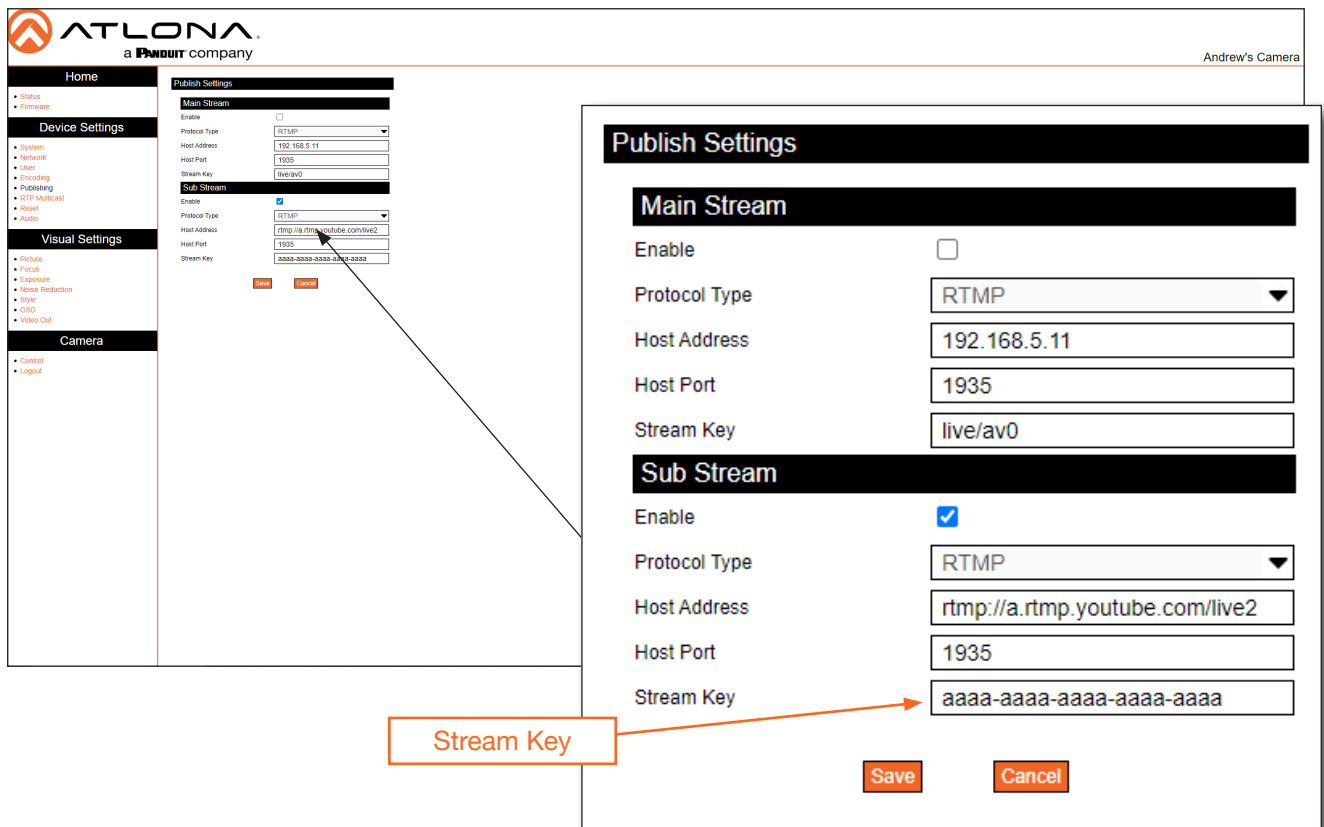 ATLONA
a PANDUIT company
Andrew's Camera
Home
Status
Firmware
Device Settings
System
Network
User
Encoding
Publishing
RTP Multicast
Reset
Audio
Visual Settings
Picture
Focus
Exposure
Noise Reduction
Style
OSD
Video Out
Camera
Control
Logout
Publish Settings
Main Stream
Enable
Protocol Type RTMP
Host Address 192.168.5.11
Host Port 1935
Stream Key live/av0
Sub Stream
Enable
Protocol Type RTMP
Host Address rtmp://a.rtmp.youtube.com/live2
Host Port 1935
Stream Key aaaa-aaaa-aaaa-aaaa-aaaa
Save Cancel
Publish Settings
Main Stream
Enable
Protocol Type RTMP
Host Address 192.168.5.11
Host Port 1935
Stream Key live/av0
Sub Stream
Enable
Protocol Type RTMP
Host Address rtmp://a.rtmp.youtube.com/live2
Host Port 1935
Stream Key aaaa-aaaa-aaaa-aaaa-aaaa
Save Cancel
Stream Key